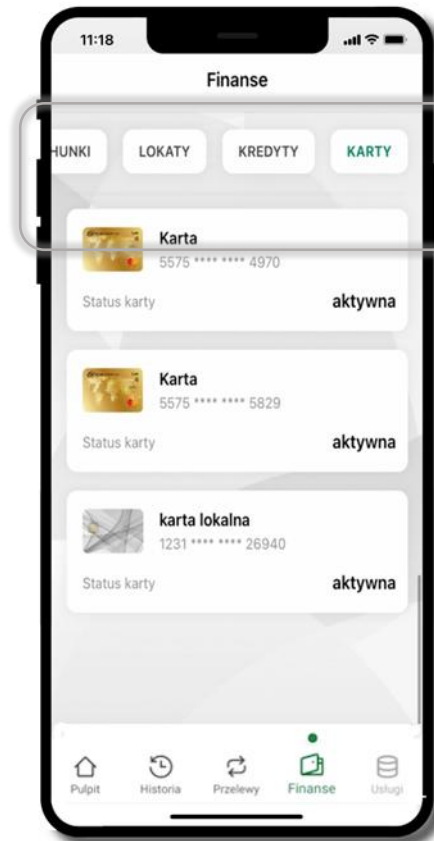 11:18
Finanse
HUNKI LOKATY KREDYTY KARTY
Karta
5575 **** **** 4970
Status karty aktywna
Karta
5575 **** **** 5829
Status karty aktywna
karta lokalna
1231 **** **** 26940
Status karty aktywna
Pulpit Historia Przelewy Finanse Usługi